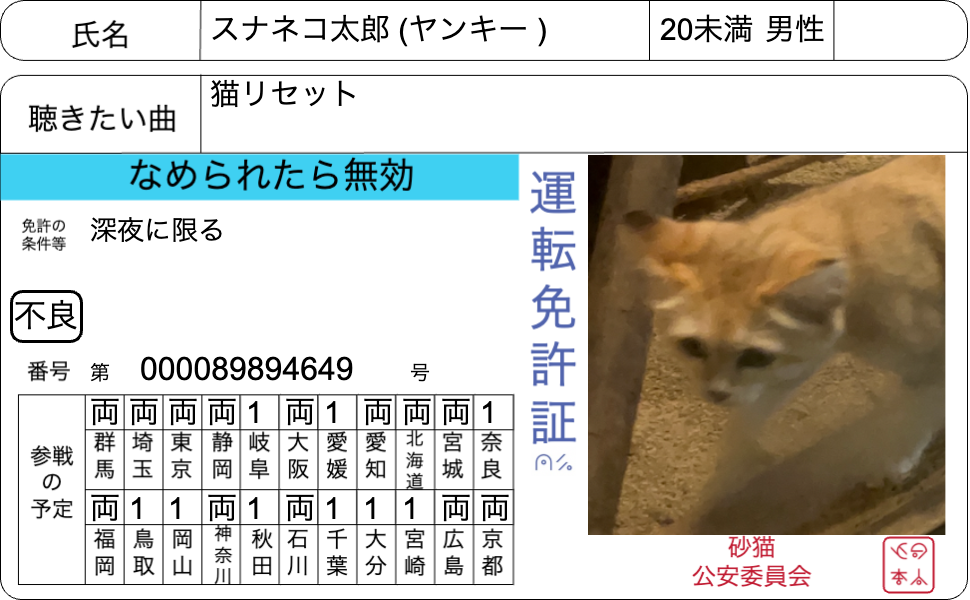 氏名 スナネコ太郎 (ヤンキー) 20未満 男性
聴きたい曲 猫リセット
なめられたら無効
免許の条件等 深夜に限る
不良
番号 第 000089894649 号
運転免許証
参戦の予定
両 両 両 両 1 両 1 両 両 両 1
群馬 埼玉 東京 静岡 岐阜 大阪 愛媛 愛知 北海道 宮城 奈良
両 1 1 両 1 両 1 1 1 両 両
福岡 鳥取 岡山 神奈川 秋田 石川 千葉 大分 宮崎 広島 京都
砂猫
公安委員会